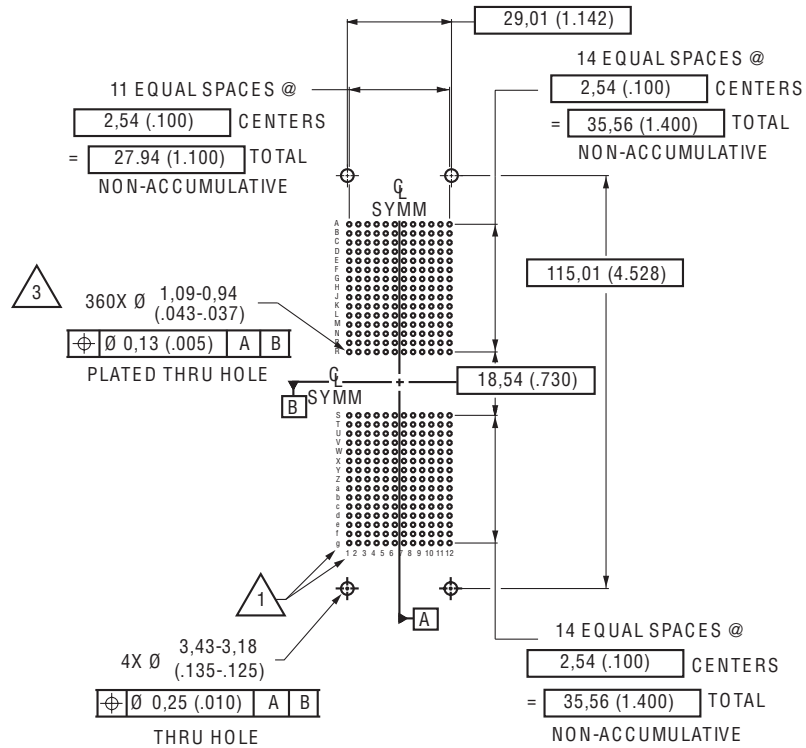 29,01 (1.142)
11 EQUAL SPACES @
2,54 (.100) CENTERS
= 27.94 (1.100) TOTAL
NON-ACCUMULATIVE
14 EQUAL SPACES @
2,54 (.100) CENTERS
= 35,56 (1.400) TOTAL
NON-ACCUMULATIVE
CL
SYMM
A
B
C
D
E
F
G
H
J
K
L
M
N
P
R
115,01 (4.528)
3
360X Ø 1,09-0,94
(.043-.037)
⌖ Ø 0,13 (.005) A B
PLATED THRU HOLE
18,54 (.730)
CL
SYMM
B
S
T
U
V
W
X
Y
Z
a
b
c
d
e
f
g
1 2 3 4 5 6 7 8 9 10 11 12
1
A
4X Ø 3,43-3,18
(.135-.125)
⌖ Ø 0,25 (.010) A B
THRU HOLE
14 EQUAL SPACES @
2,54 (.100) CENTERS
= 35,56 (1.400) TOTAL
NON-ACCUMULATIVE